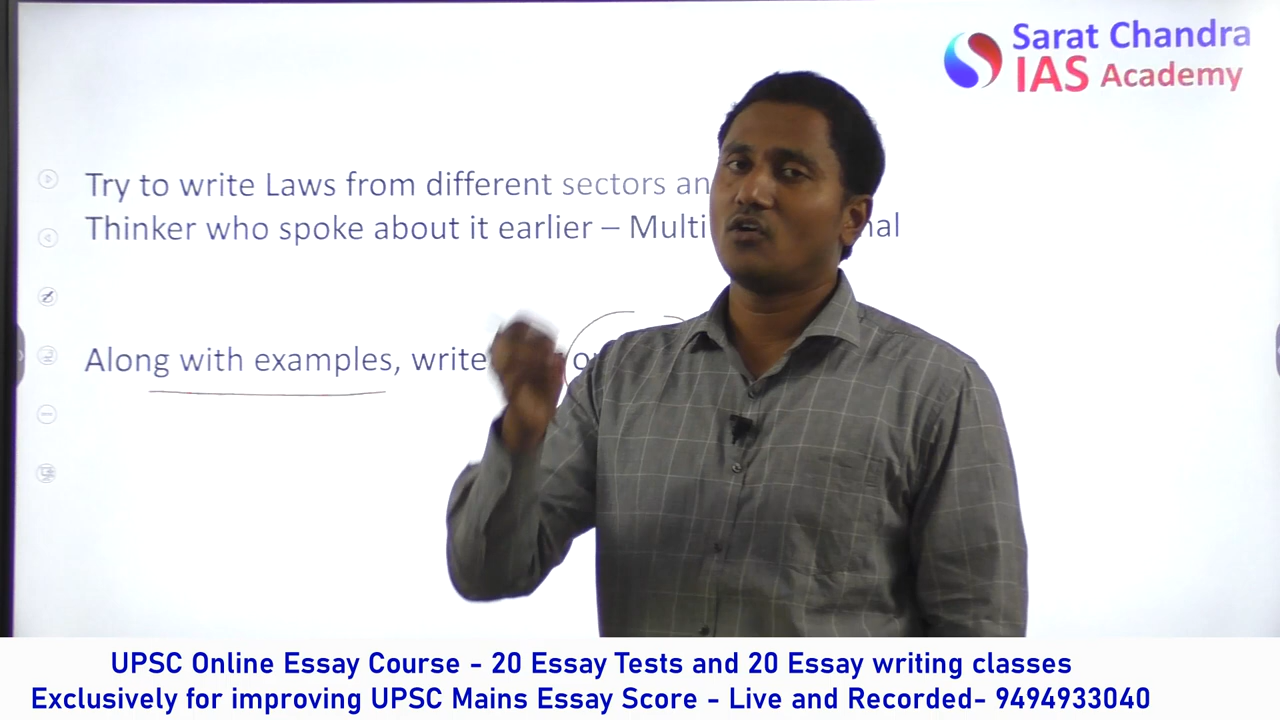 Sarat Chandra
IAS Academy
Try to write Laws from different sectors an
Thinker who spoke about it earlier – Multi nal
Along with examples, write
UPSC Online Essay Course - 20 Essay Tests and 20 Essay writing classes
Exclusively for improving UPSC Mains Essay Score - Live and Recorded- 9494933040